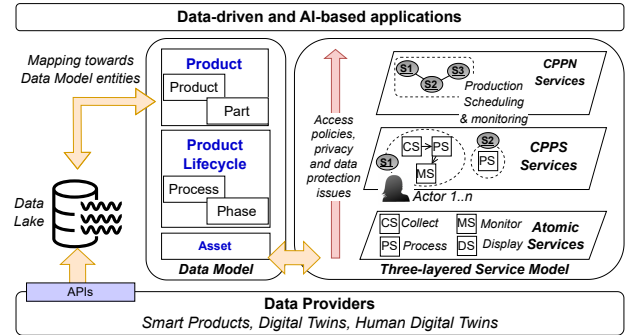 Data-driven and AI-based applications
Mapping towards
Data Model entities
Data
Lake
APIs
Product
Product
Part
Product
Lifecycle
Process
Phase
Asset
Data Model
Access
policies,
privacy
and data
protection
issues
S1
S2
S3
CPPN
Services
Production
Scheduling
& monitoring
S1
CS
PS
MS
S2
PS
CPPS
Services
Actor 1..n
CS Collect
MS Monitor
PS Process
DS Display
Atomic
Services
Three-layered Service Model
Data Providers
Smart Products, Digital Twins, Human Digital Twins